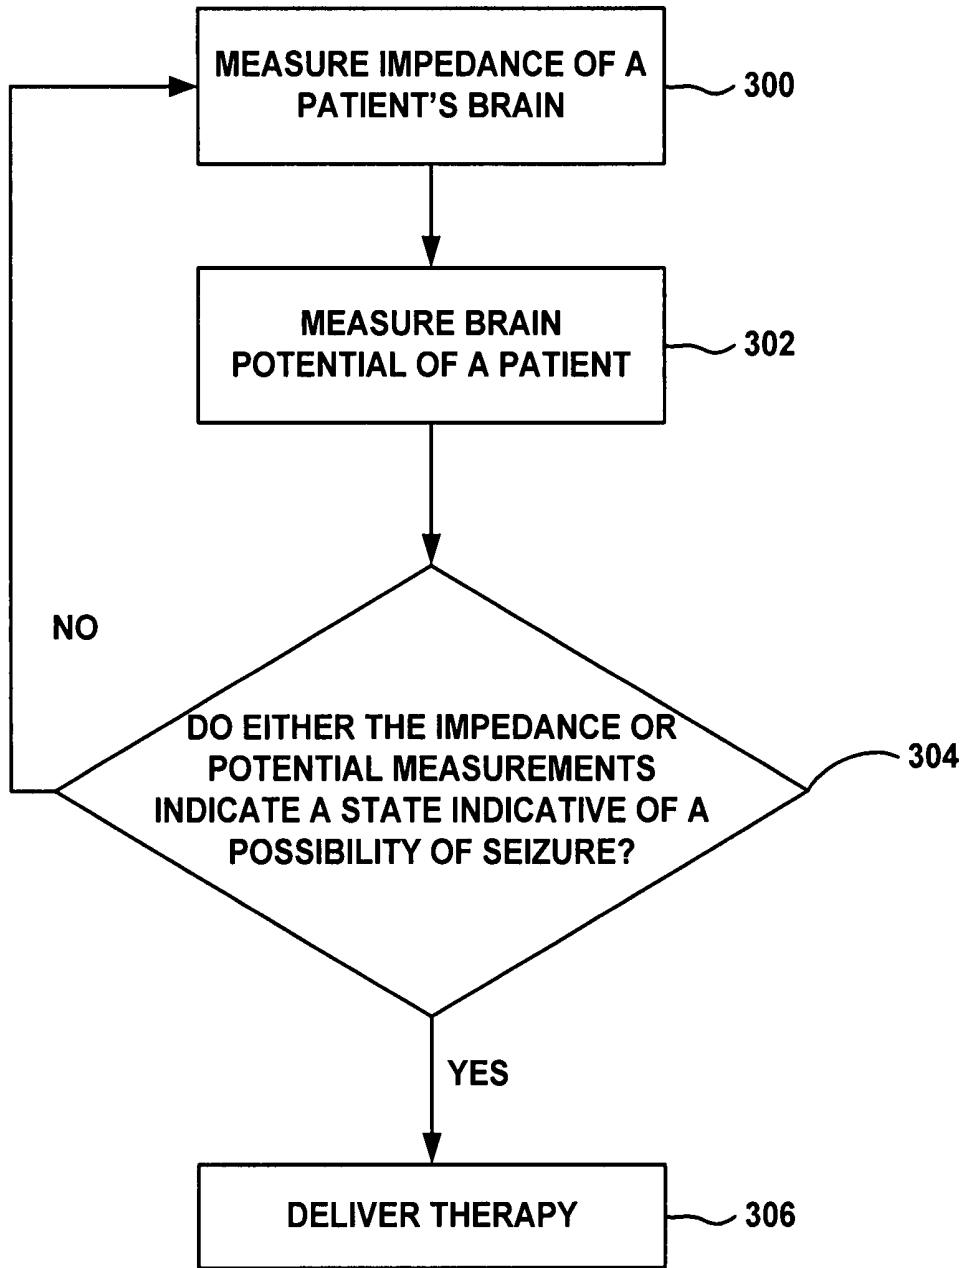 MEASURE IMPEDANCE OF A
PATIENT'S BRAIN
300
MEASURE BRAIN
POTENTIAL OF A PATIENT
302
NO
DO EITHER THE IMPEDANCE OR
POTENTIAL MEASUREMENTS
INDICATE A STATE INDICATIVE OF A
POSSIBILITY OF SEIZURE?
304
YES
DELIVER THERAPY
306